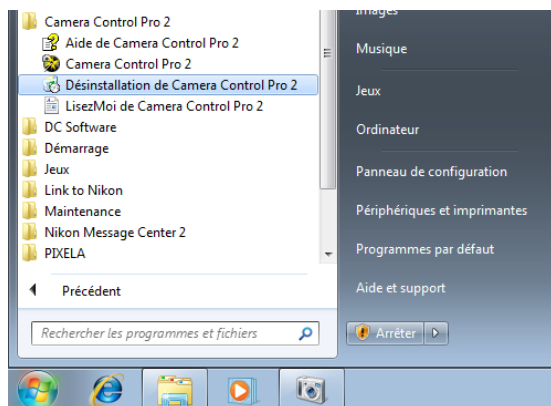 Camera Control Pro 2
Aide de Camera Control Pro 2
Camera Control Pro 2
Désinstallation de Camera Control Pro 2
LisezMoi de Camera Control Pro 2
DC Software
Démarrage
Jeux
Link to Nikon
Maintenance
Nikon Message Center 2
PIXELA
Précédent
Rechercher les programmes et fichiers
Images
Musique
Jeux
Ordinateur
Panneau de configuration
Périphériques et imprimantes
Programmes par défaut
Aide et support
Arrêter